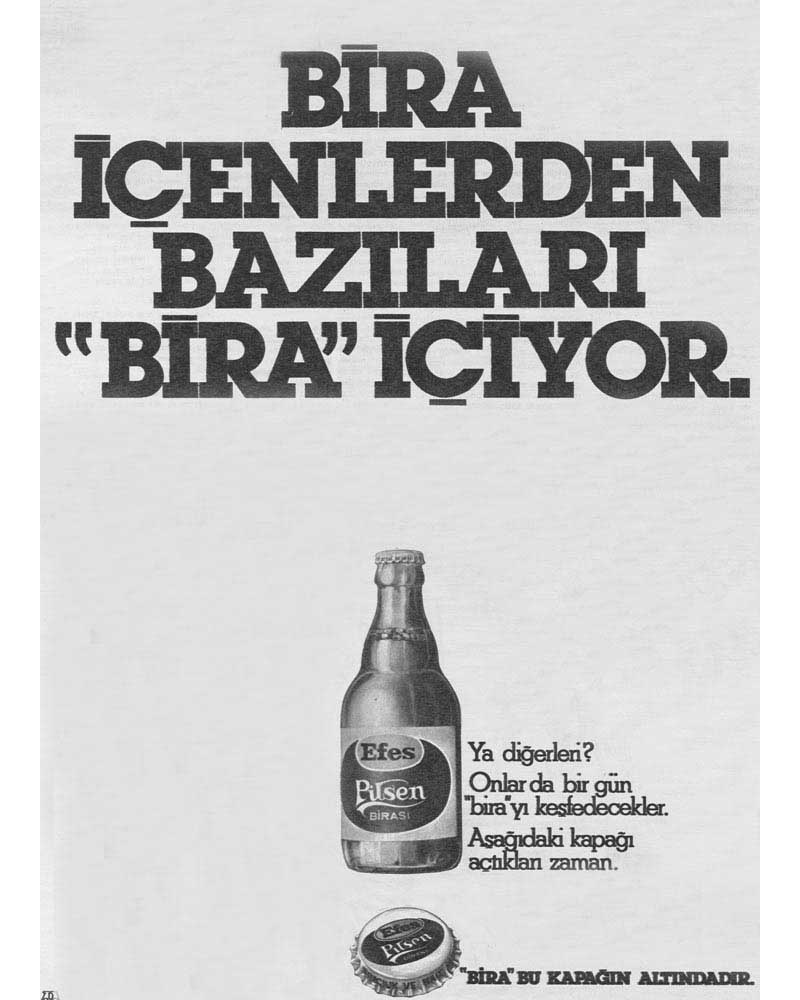 BİRA
İÇENLERDEN
BAZILARI
“BİRA” İÇİYOR.
Efes
Pilsen
BİRASI
Ya diğerleri?
Onlar da bir gün
"bira"yı keşfedecekler.
Aşağıdaki kapağı
açtıkları zaman.
Efes
Pilsen
"BİRA" BU KAPAĞIN ALTINDADIR.